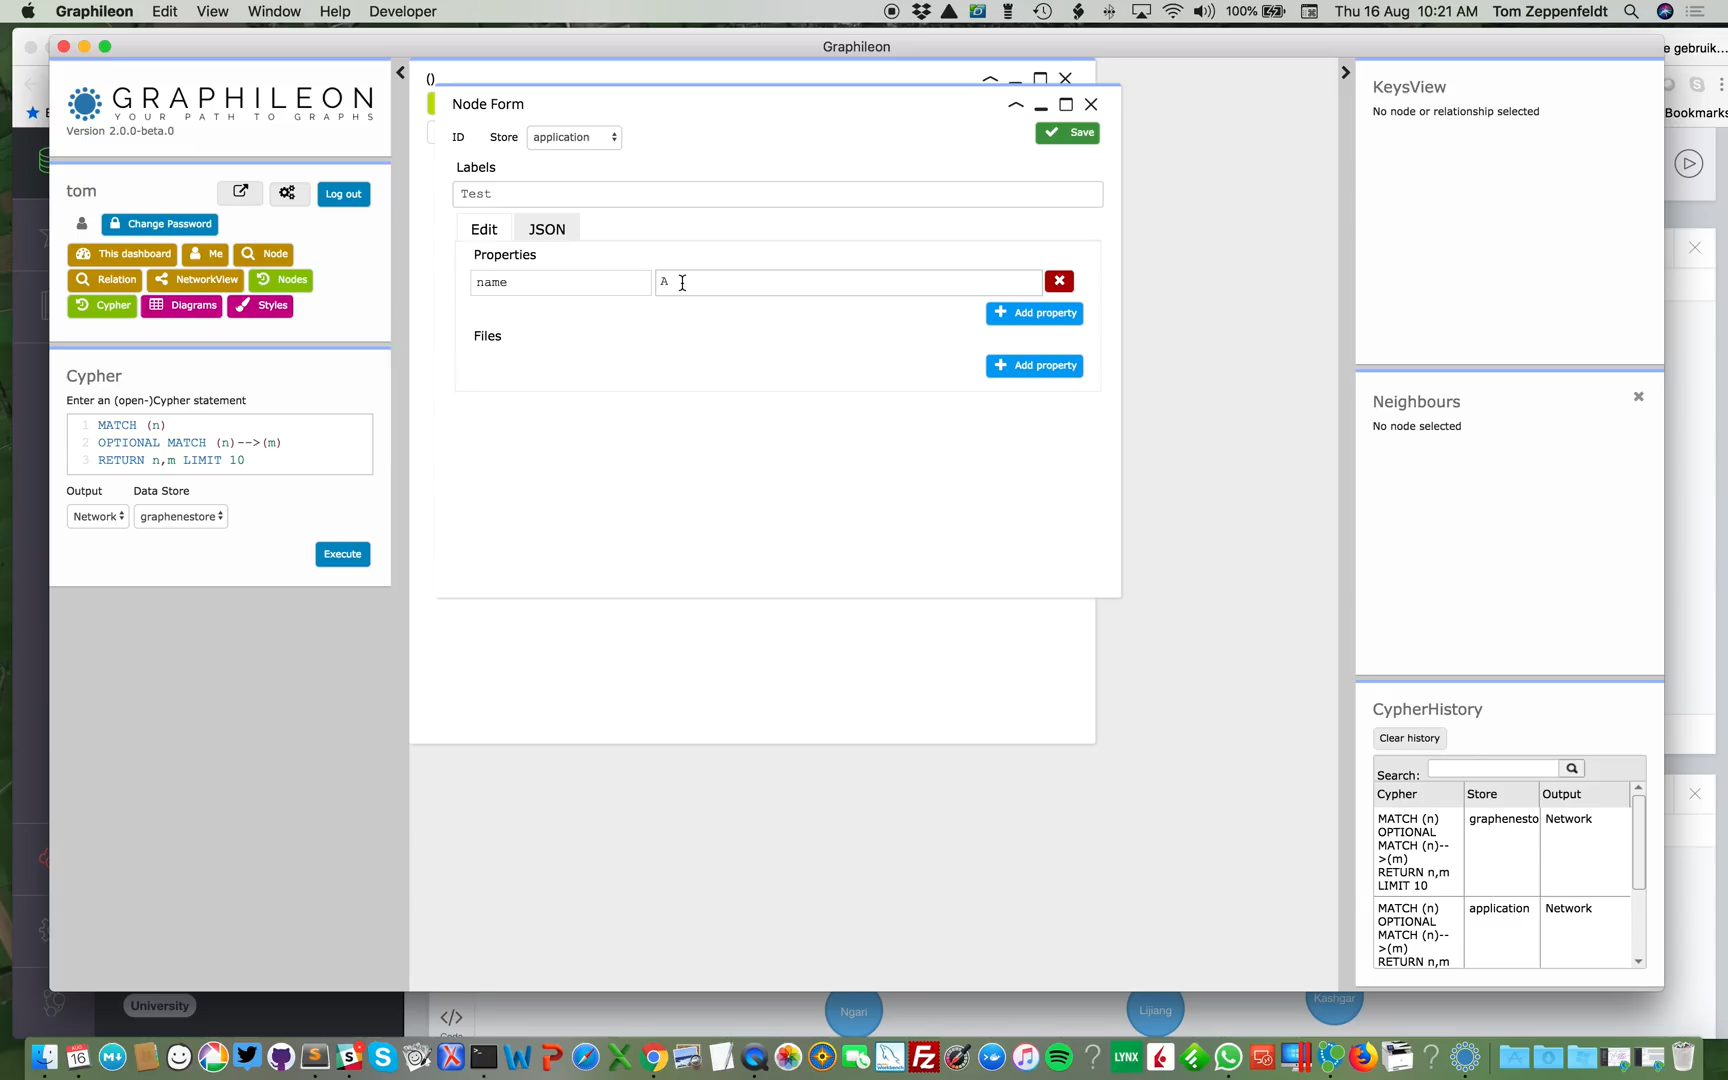 Graphileon Edit View Window Help Developer 100% Thu 16 Aug 10:21 AM Tom Zeppenfeldt
Graphileon
e gebruik...
Bookmarks
GRAPHILEON
YOUR PATH TO GRAPHS
Version 2.0.0-beta.0
tom
Log out
Change Password
This dashboard Me Node
Relation NetworkView Nodes
Cypher Diagrams Styles
Cypher
Enter an (open-)Cypher statement
1 MATCH (n)
2 OPTIONAL MATCH (n)-->(m)
3 RETURN n,m LIMIT 10
Output Data Store
Network graphenestore
Execute
()
Node Form
ID Store application Save
Labels
Test
Edit JSON
Properties
name A
Add property
Files
Add property
KeysView
No node or relationship selected
Neighbours
No node selected
CypherHistory
Clear history
Search:
Cypher Store Output
MATCH (n) graphenesto Network
OPTIONAL
MATCH (n)--
>(m)
RETURN n,m
LIMIT 10
MATCH (n) application Network
OPTIONAL
MATCH (n)--
>(m)
RETURN n,m
University
Ngari
Lijiang
Kashgar
LYNX